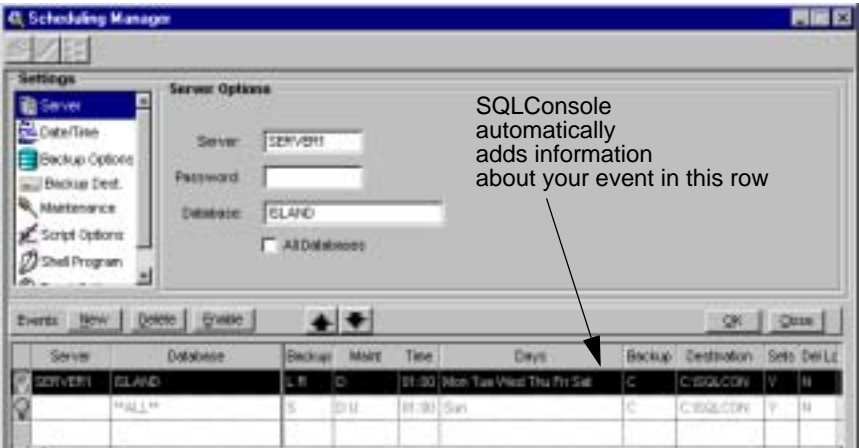 Scheduling Manager
Settings
Server
Date/Time
Backup Options
Backup Dest.
Maintenance
Script Options
Shell Program
Server Options
Server: SERVER1
Password:
Database: ISLAND
All Databases
SQLConsole
automatically
adds information
about your event in this row
Events: New Delete Enable OK Close
Server Database Backup Maint Time Days Backup Destination Sets Del Lo
SERVER1 ISLAND L R D 01:00 Mon Tue Wed Thu Fri Sat C C:\SQLCON Y N
**ALL** S D U 01:00 Sun C C:\SQLCON Y N